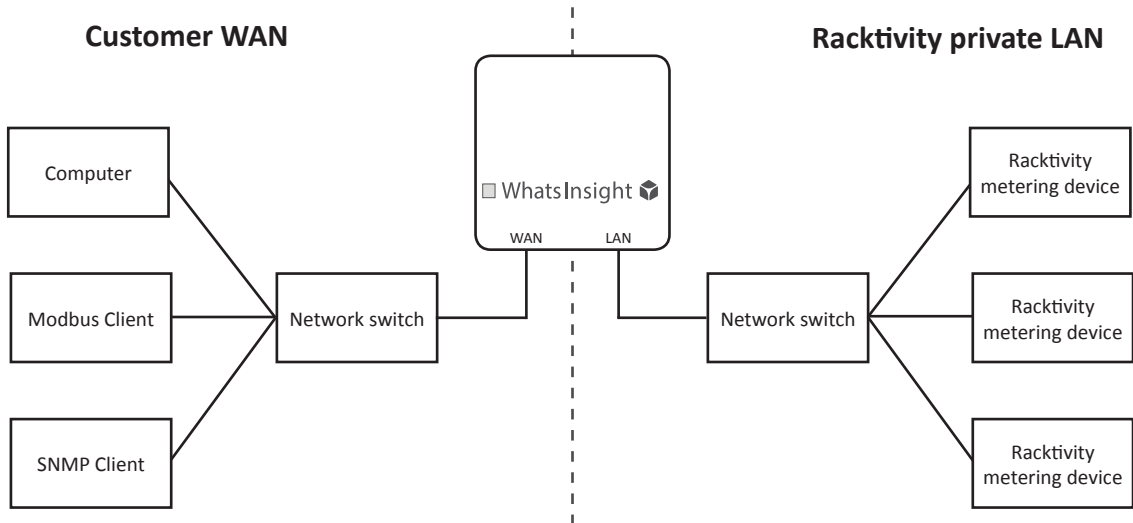 Customer WAN
Racktivity private LAN
Computer
Modbus Client
SNMP Client
Network switch
WhatsInsight
WAN
LAN
Network switch
Racktivity
metering device
Racktivity
metering device
Racktivity
metering device